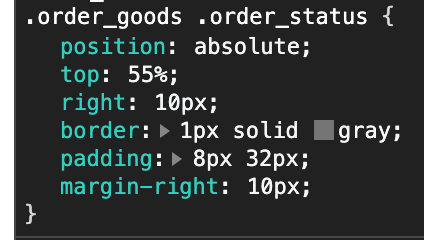 .order_goods .order_status {
position: absolute;
top: 55%;
right: 10px;
border: 1px solid gray;
padding: 8px 32px;
margin-right: 10px;
}